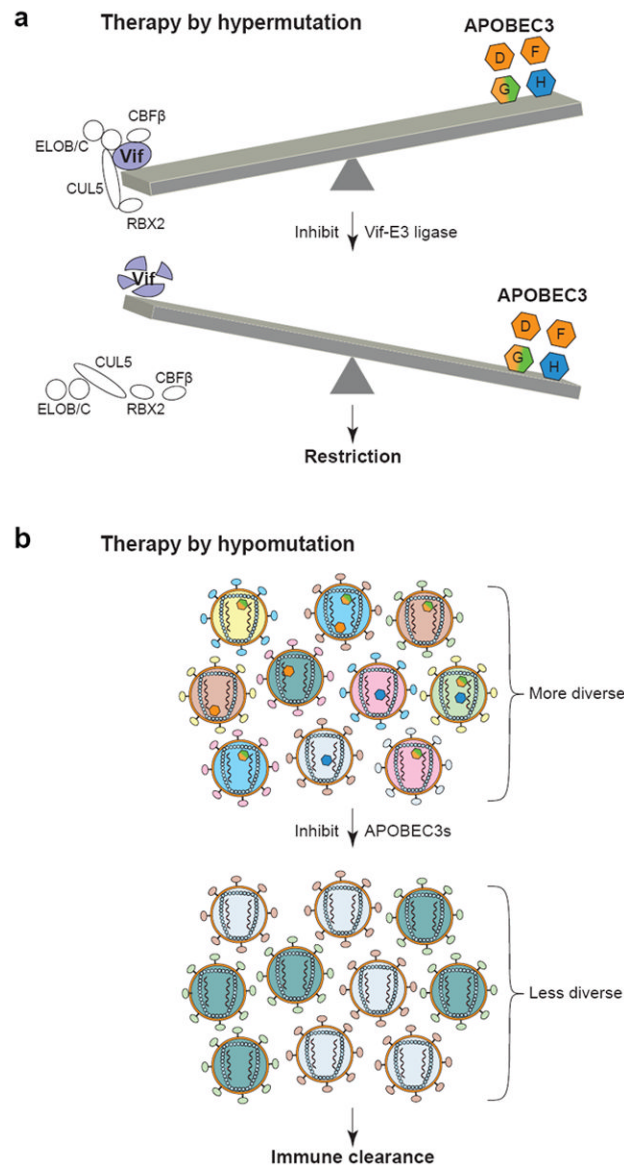 a Therapy by hypermutation
APOBEC3
D F
G H
CBFβ
ELOB/C
Vif
CUL5
RBX2
Inhibit Vif-E3 ligase
Vif
APOBEC3
D F
G H
CUL5
CBFβ
ELOB/C
RBX2
Restriction
b Therapy by hypomutation
More diverse
Inhibit APOBEC3s
Less diverse
Immune clearance